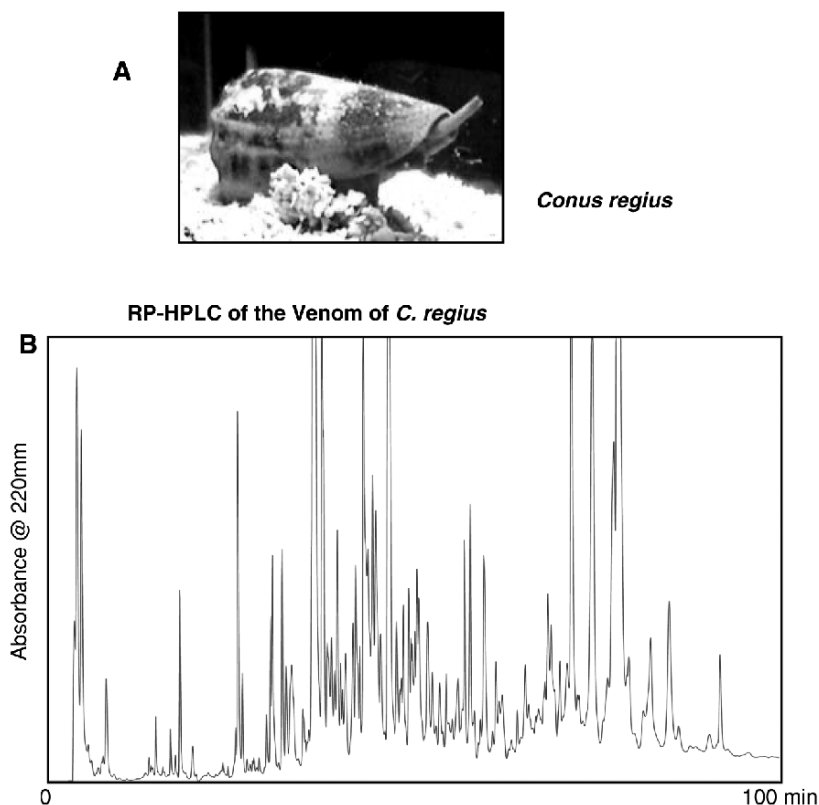 A
Conus regius
RP-HPLC of the Venom of C. regius
B
Absorbance @ 220mm
0
100 min